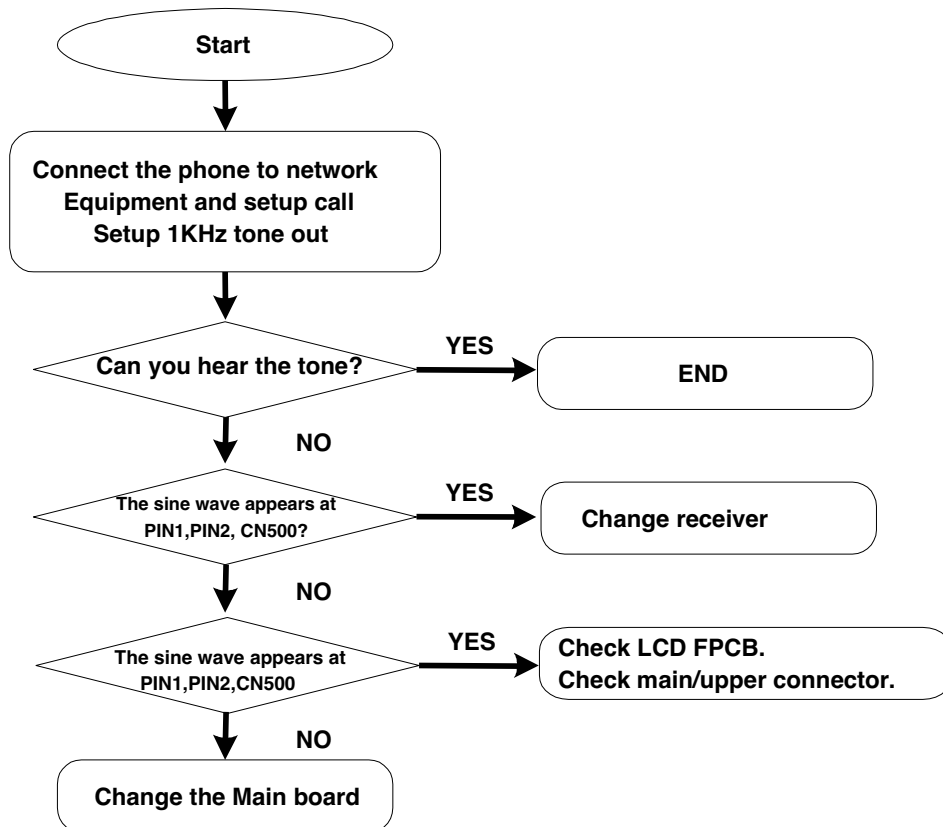 Start
Connect the phone to network
Equipment and setup call
Setup 1KHz tone out
Can you hear the tone?
YES
END
NO
The sine wave appears at
PIN1,PIN2, CN500?
YES
Change receiver
NO
The sine wave appears at
PIN1,PIN2,CN500
YES
Check LCD FPCB.
Check main/upper connector.
NO
Change the Main board